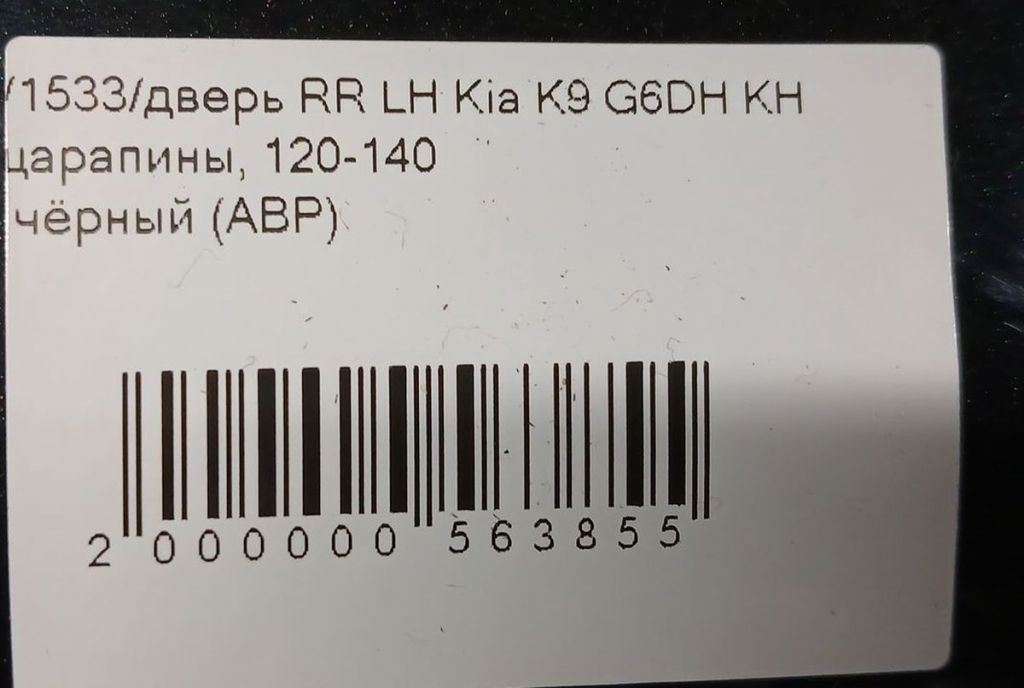 /1533/дверь RR LH Kia K9 G6DH KH
царапины, 120-140
чёрный (ABP)
2 000000 563855